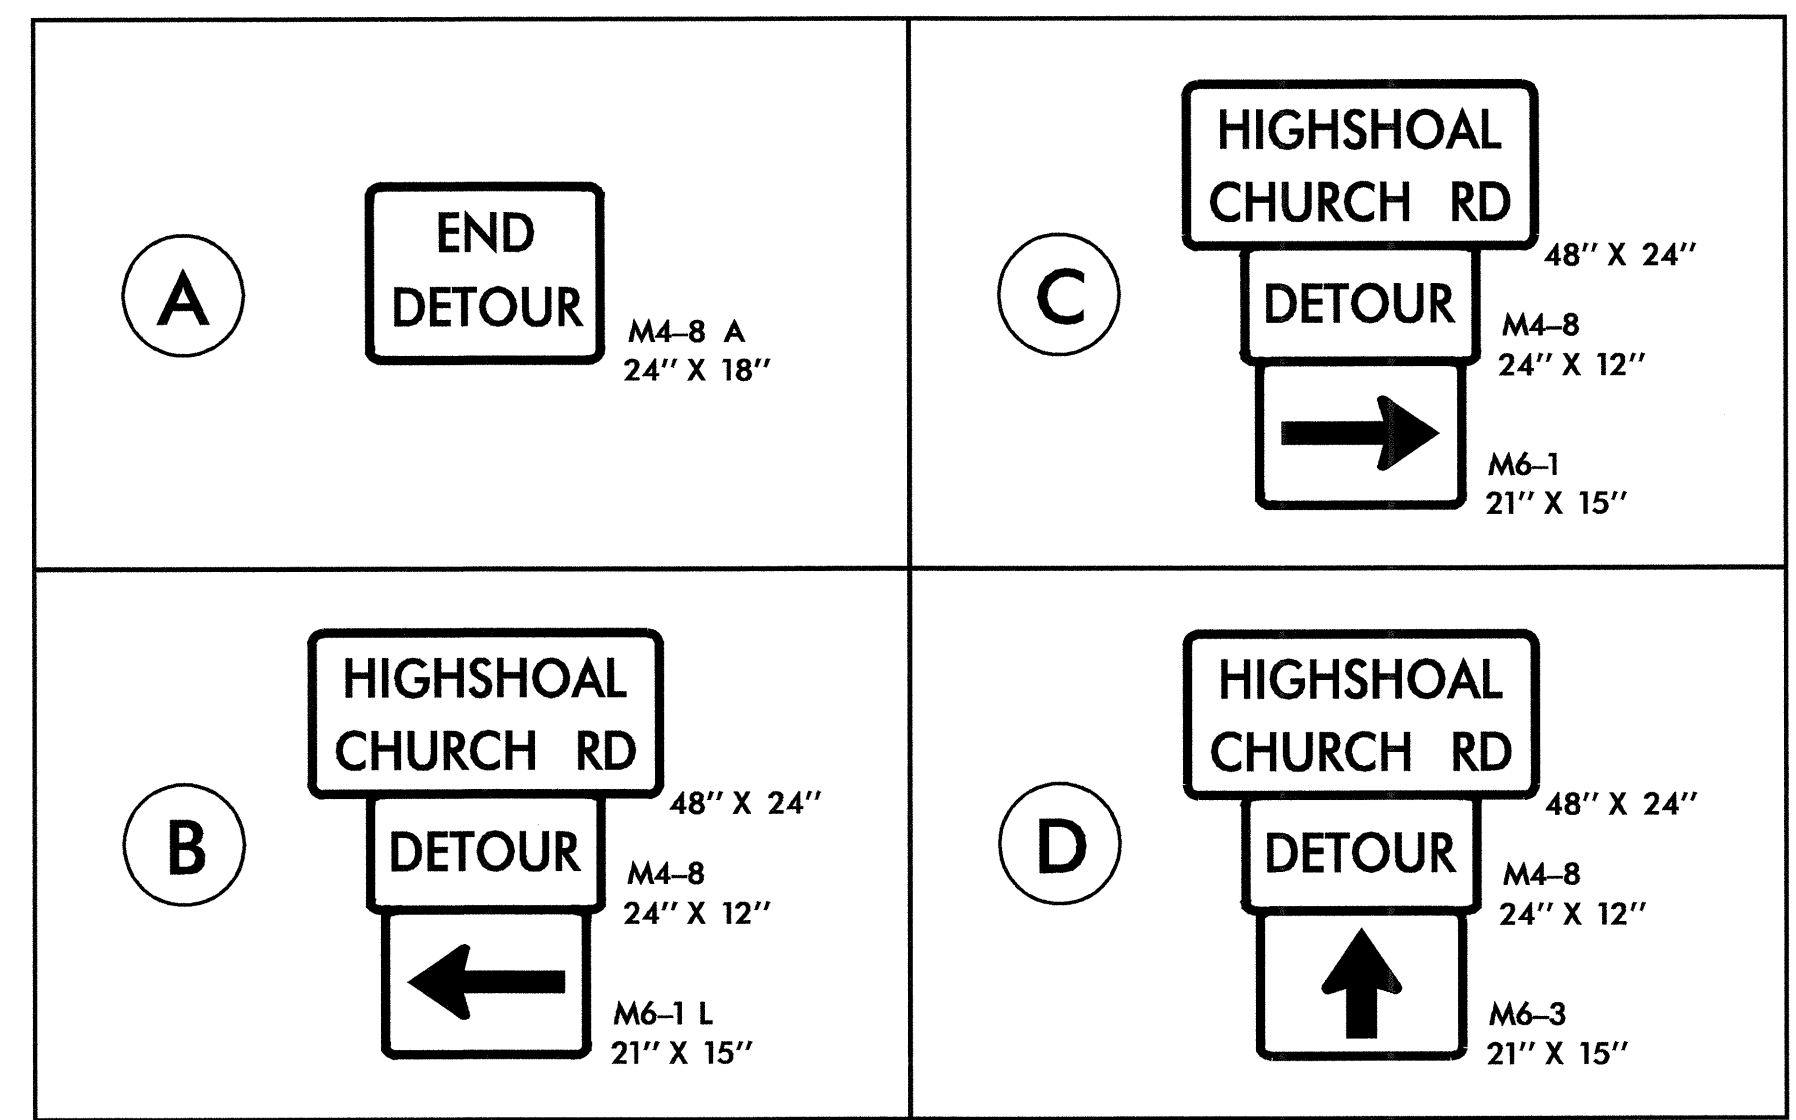 A
END
DETOUR
M4-8 A
24" X 18"
C
HIGHSHOAL
CHURCH RD
48" X 24"
DETOUR
M4-8
24" X 12"
M6-1
21" X 15"
B
HIGHSHOAL
CHURCH RD
48" X 24"
DETOUR
M4-8
24" X 12"
M6-1 L
21" X 15"
D
HIGHSHOAL
CHURCH RD
48" X 24"
DETOUR
M4-8
24" X 12"
M6-3
21" X 15"